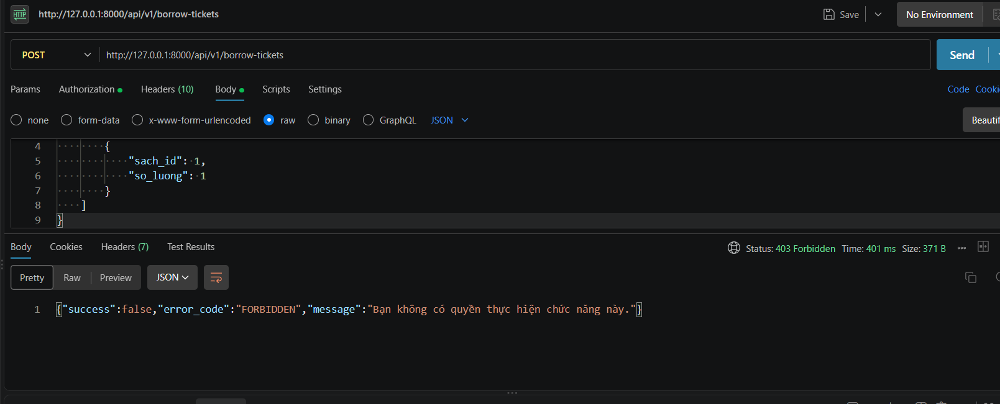 HTTP http://127.0.0.1:8000/api/v1/borrow-tickets Save No Environment
POST http://127.0.0.1:8000/api/v1/borrow-tickets Send
Params Authorization Headers (10) Body Scripts Settings Code Cooki
none form-data x-www-form-urlencoded raw binary GraphQL JSON Beautif
4 {
5 "sach_id": 1,
6 "so_luong": 1
7 }
8 ]
9 }
Body Cookies Headers (7) Test Results Status: 403 Forbidden Time: 401 ms Size: 371 B
Pretty Raw Preview JSON
1 {"success":false,"error_code":"FORBIDDEN","message":"Bạn không có quyền thực hiện chức năng này."}